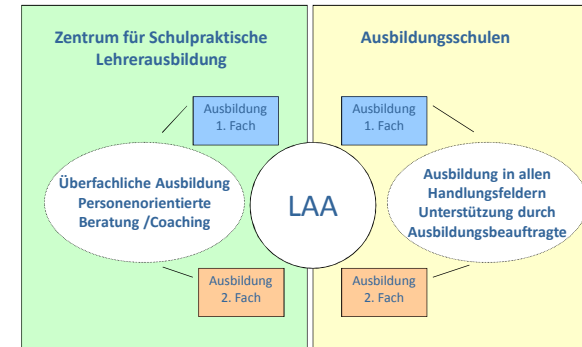 Zentrum für Schulpraktische
Lehrerausbildung
Ausbildung
1. Fach
Überfachliche Ausbildung
Personenorientierte
Beratung /Coaching
Ausbildung
2. Fach
LAA
Ausbildungsschulen
Ausbildung
1. Fach
Ausbildung in allen
Handlungsfeldern
Unterstützung durch
Ausbildungsbeauftragte
Ausbildung
2. Fach